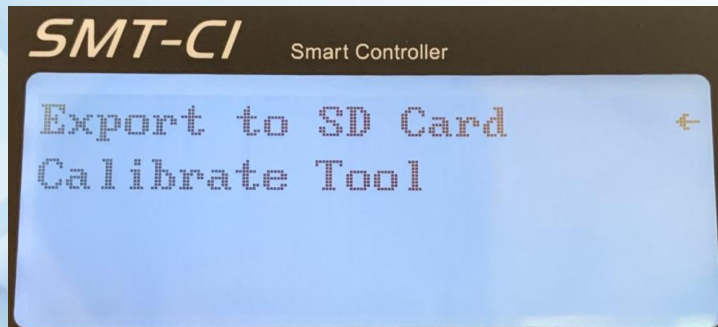 SMT-CI Smart Controller
Export to SD Card ←
Calibrate Tool